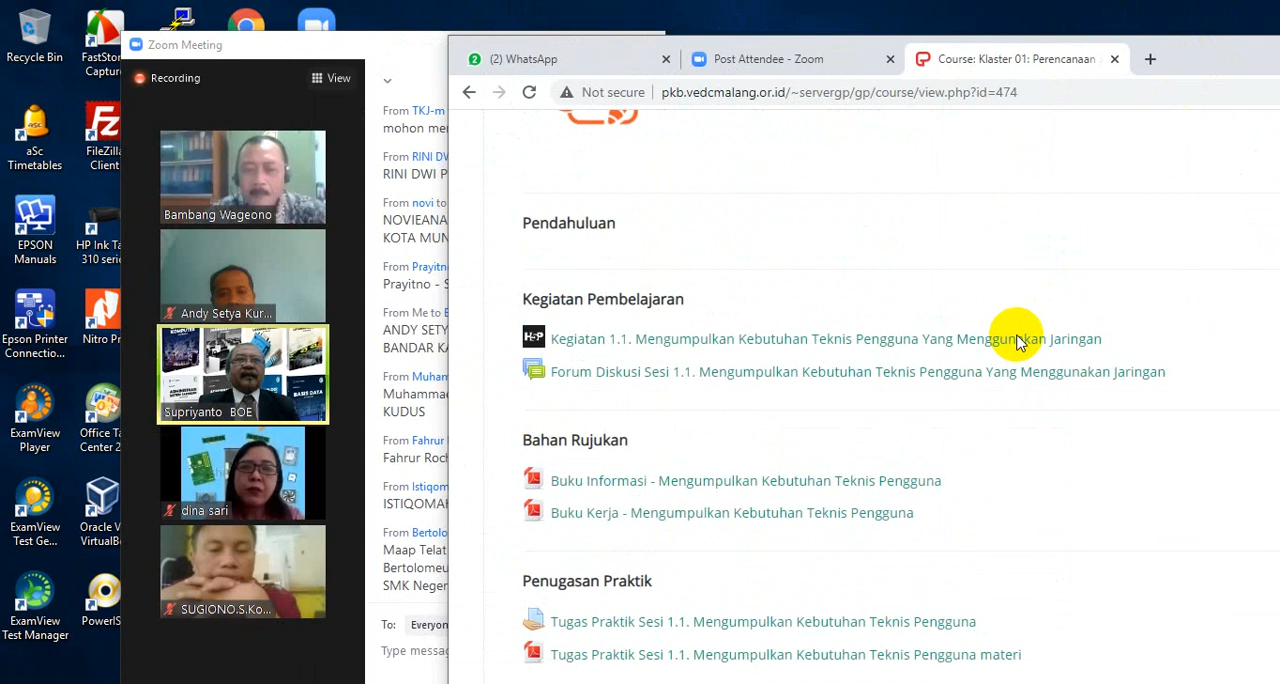 Recycle Bin
FastStor
Captur
aSc
Timetables
FileZill
Client
EPSON
Manuals
HP Ink Ta
310 serie
Epson Printer
Connectio...
Nitro Pr
ExamView
Player
Office Ta
Center 2
ExamView
Test Ge...
Oracle V
VirtualB
ExamView
Test Manager
PowerIS
Zoom Meeting
Recording
View
Bambang Wageono
Andy Setya Kur...
Supriyanto BOE
dina sari
SUGIONO.S.Ko...
From TKJ-m
mohon mer
From RINI DW
RINI DWI P
From novi to
NOVIEANA
KOTA MUN
From Prayitn
Prayitno - S
From Me to E
ANDY SETY
BANDAR KA
From Muham
Muhammad
KUDUS
From Fahrur
Fahrur Roch
From Istiqom
ISTIQOMAH
From Bertolo
Maap Telat
Bertolomeu
SMK Neger
To: Everyon
Type messag
(2) WhatsApp
Post Attendee - Zoom
Course: Klaster 01: Perencanaan
Not secure
pkb.vedcmalang.or.id/~servergp/gp/course/view.php?id=474
Pendahuluan
Kegiatan Pembelajaran
H5P Kegiatan 1.1. Mengumpulkan Kebutuhan Teknis Pengguna Yang Menggunakan Jaringan
Forum Diskusi Sesi 1.1. Mengumpulkan Kebutuhan Teknis Pengguna Yang Menggunakan Jaringan
Bahan Rujukan
Buku Informasi - Mengumpulkan Kebutuhan Teknis Pengguna
Buku Kerja - Mengumpulkan Kebutuhan Teknis Pengguna
Penugasan Praktik
Tugas Praktik Sesi 1.1. Mengumpulkan Kebutuhan Teknis Pengguna
Tugas Praktik Sesi 1.1. Mengumpulkan Kebutuhan Teknis Pengguna materi